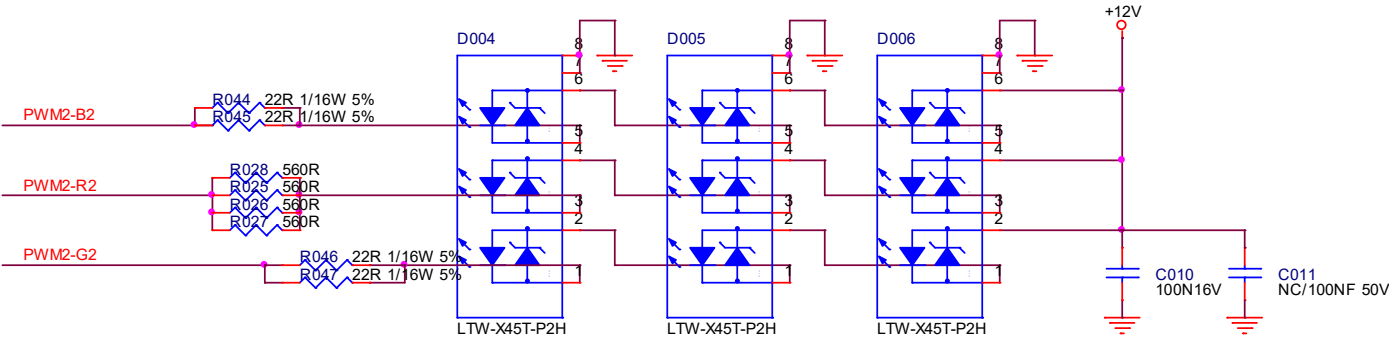 +12V
D004
D005
D006
8
7
6
8
7
6
8
7
6
PWM2-B2
R044 22R 1/16W 5%
R045 22R 1/16W 5%
5
4
5
4
5
4
PWM2-R2
R028 560R
R025 560R
R026 560R
R027 560R
3
2
3
2
3
2
PWM2-G2
R046 22R 1/16W 5%
R047 22R 1/16W 5%
1
1
1
C010
100N16V
C011
NC/100NF 50V
LTW-X45T-P2H
LTW-X45T-P2H
LTW-X45T-P2H